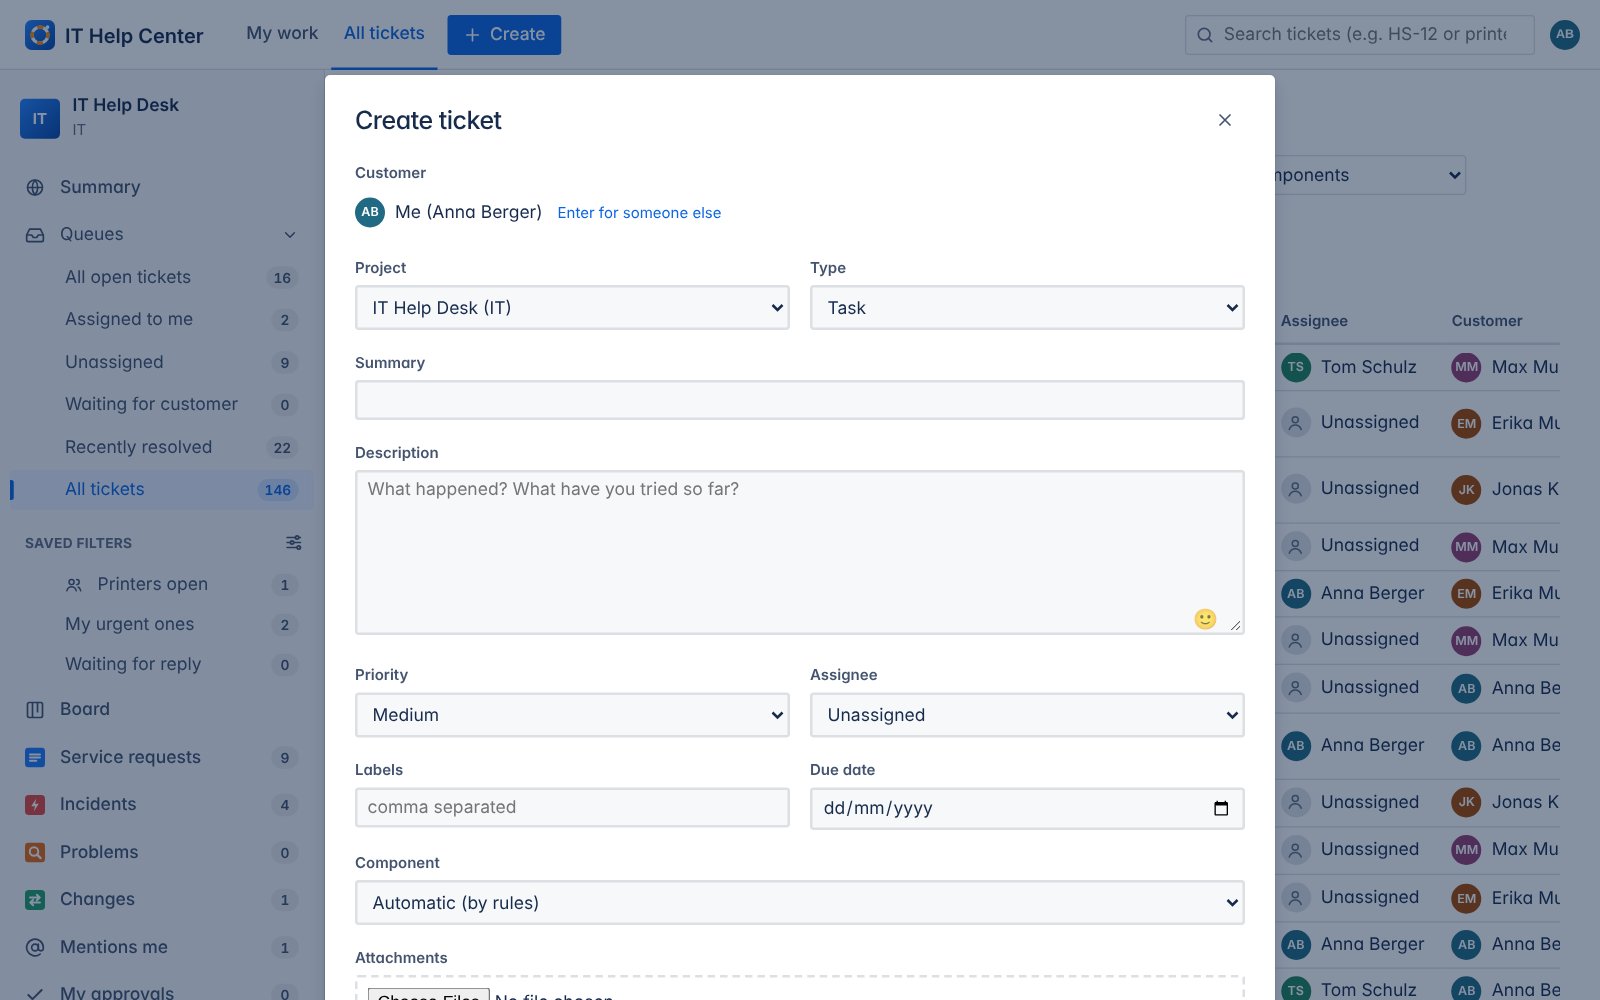 IT Help Center
My work
All tickets
Create
Search tickets (e.g. HS-12 or printe
AB
IT
IT Help Desk
IT
Summary
Queues
All open tickets 16
Assigned to me 2
Unassigned 9
Waiting for customer 0
Recently resolved 22
All tickets 146
SAVED FILTERS
Printers open 1
My urgent ones 2
Waiting for reply 0
Board
Service requests 9
Incidents 4
Problems 0
Changes 1
Mentions me 1
My approvals 0
Create ticket
Customer
AB Me (Anna Berger) Enter for someone else
Project
IT Help Desk (IT)
Type
Task
Summary
Description
What happened? What have you tried so far?
Priority
Medium
Assignee
Unassigned
Labels
comma separated
Due date
dd/mm/yyyy
Component
Automatic (by rules)
Attachments
Choose Files No file chosen
mponents
Assignee Customer
TS Tom Schulz MM Max Mu
Unassigned EM Erika Mu
Unassigned JK Jonas K
Unassigned MM Max Mu
AB Anna Berger EM Erika Mu
Unassigned MM Max Mu
Unassigned AB Anna Be
AB Anna Berger AB Anna Be
Unassigned JK Jonas K
Unassigned MM Max Mu
Unassigned EM Erika Mu
AB Anna Berger AB Anna Be
TS Tom Schulz AB Anna Be